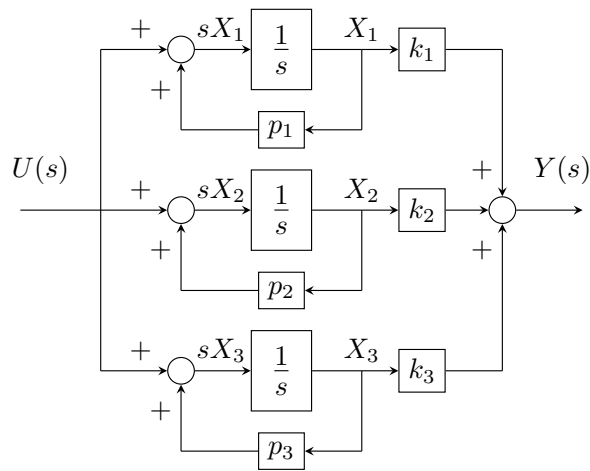 + sX₁ 1/s X₁ k₁
+ p₁
U(s) + Y(s)
+ sX₂ 1/s X₂ k₂
+ p₂ +
+ sX₃ 1/s X₃ k₃
+ p₃